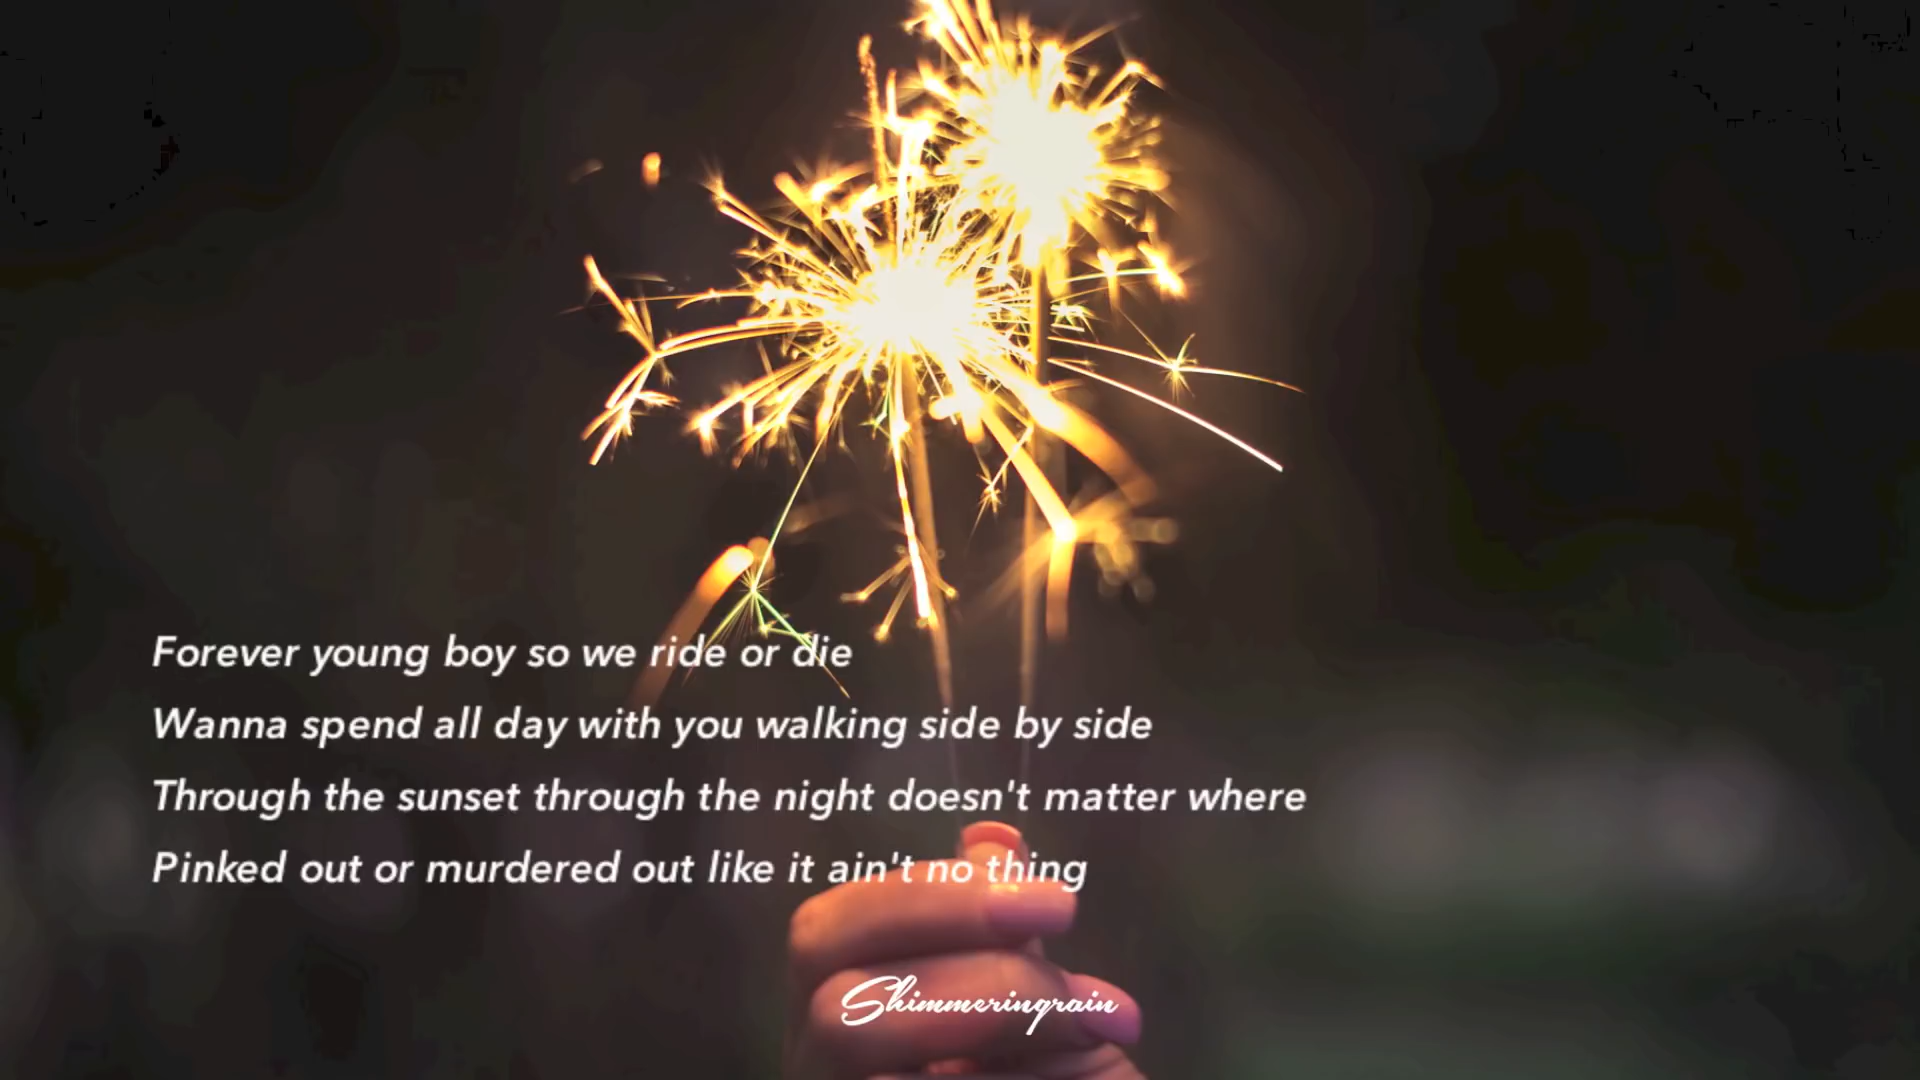 Forever young boy so we ride or die
Wanna spend all day with you walking side by side
Through the sunset through the night doesn't matter where
Pinked out or murdered out like it ain't no thing
Shimmeringrain